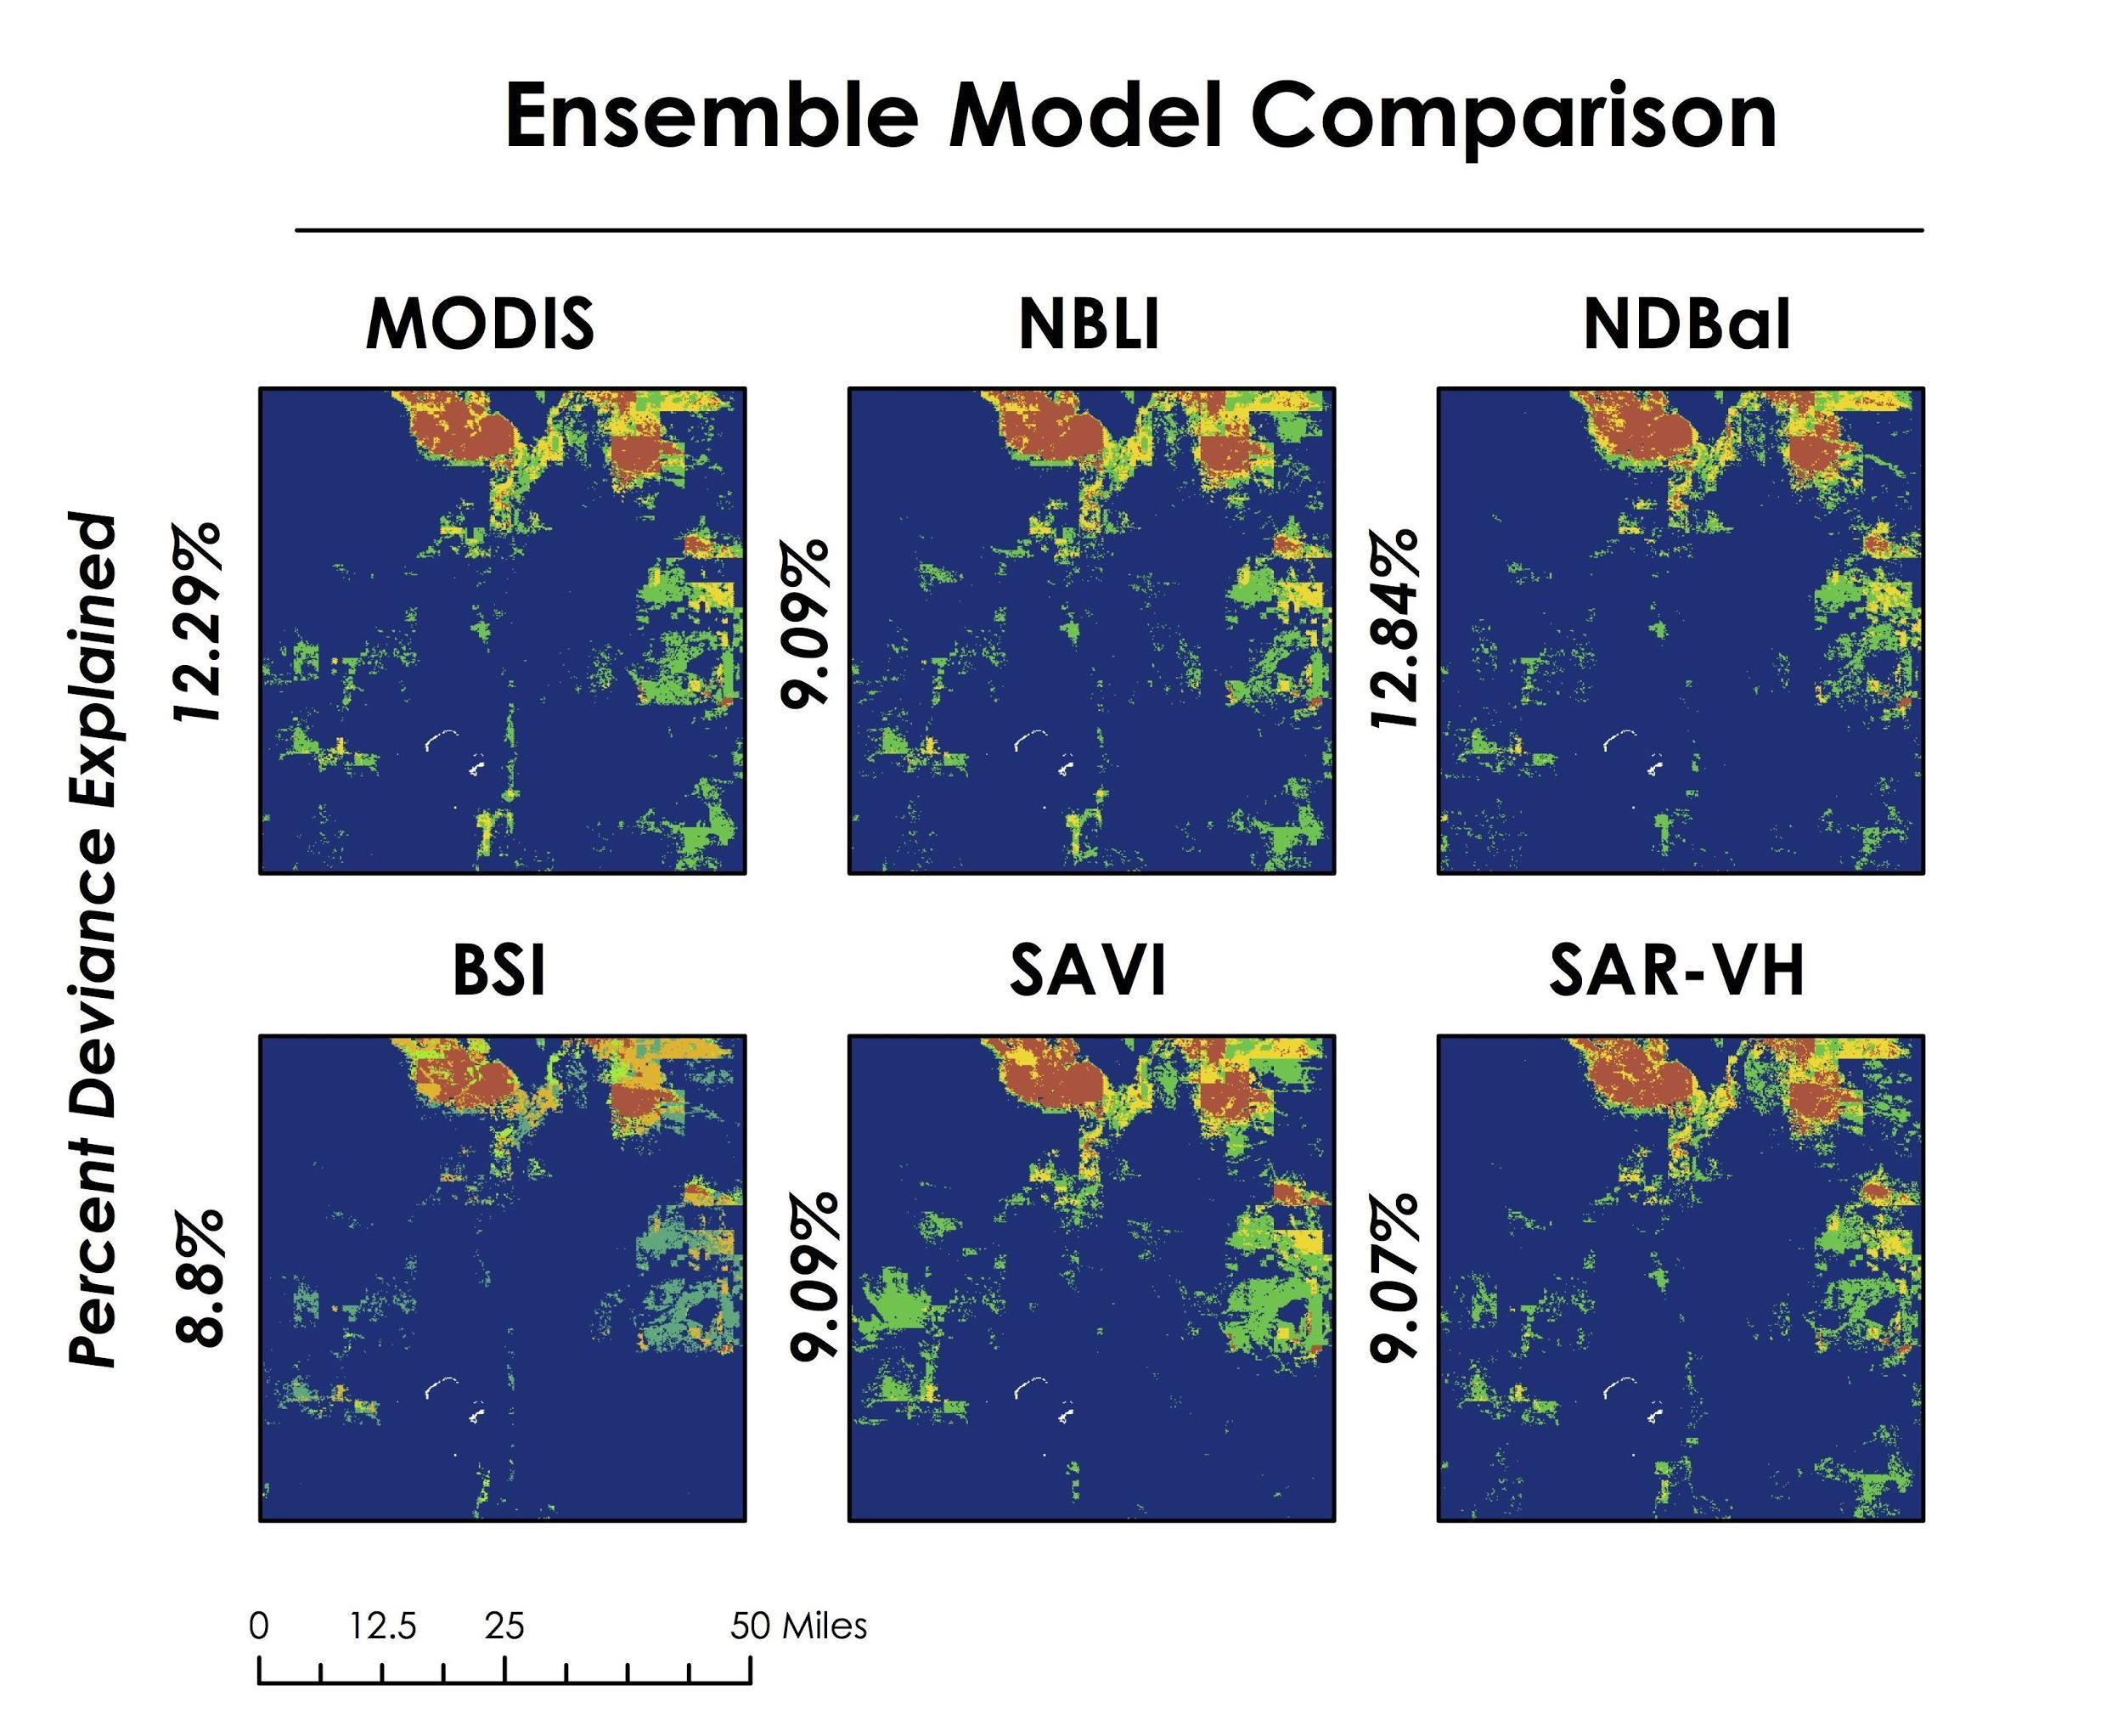 Ensemble Model Comparison
MODIS
NBLI
NDBaI
Percent Deviance Explained
12.29%
9.09%
12.84%
BSI
SAVI
SAR-VH
8.8%
9.09%
9.07%
0 12.5 25 50 Miles